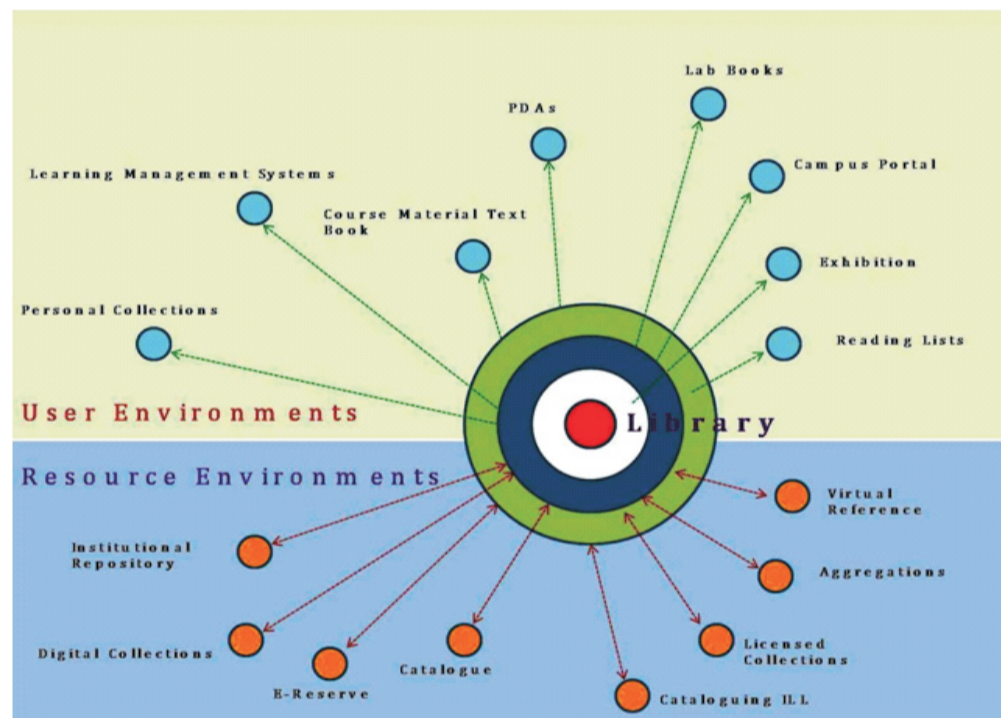 Lab Books
PDAs
Campus Portal
Learning Management Systems
Course Material Text
Book
Exhibition
Personal Collections
Reading Lists
User Environments
Library
Resource Environments
Virtual
Reference
Institutional
Repository
Aggregations
Digital Collections
Licensed
Collections
Catalogue
E-Reserve
Cataloguing ILL